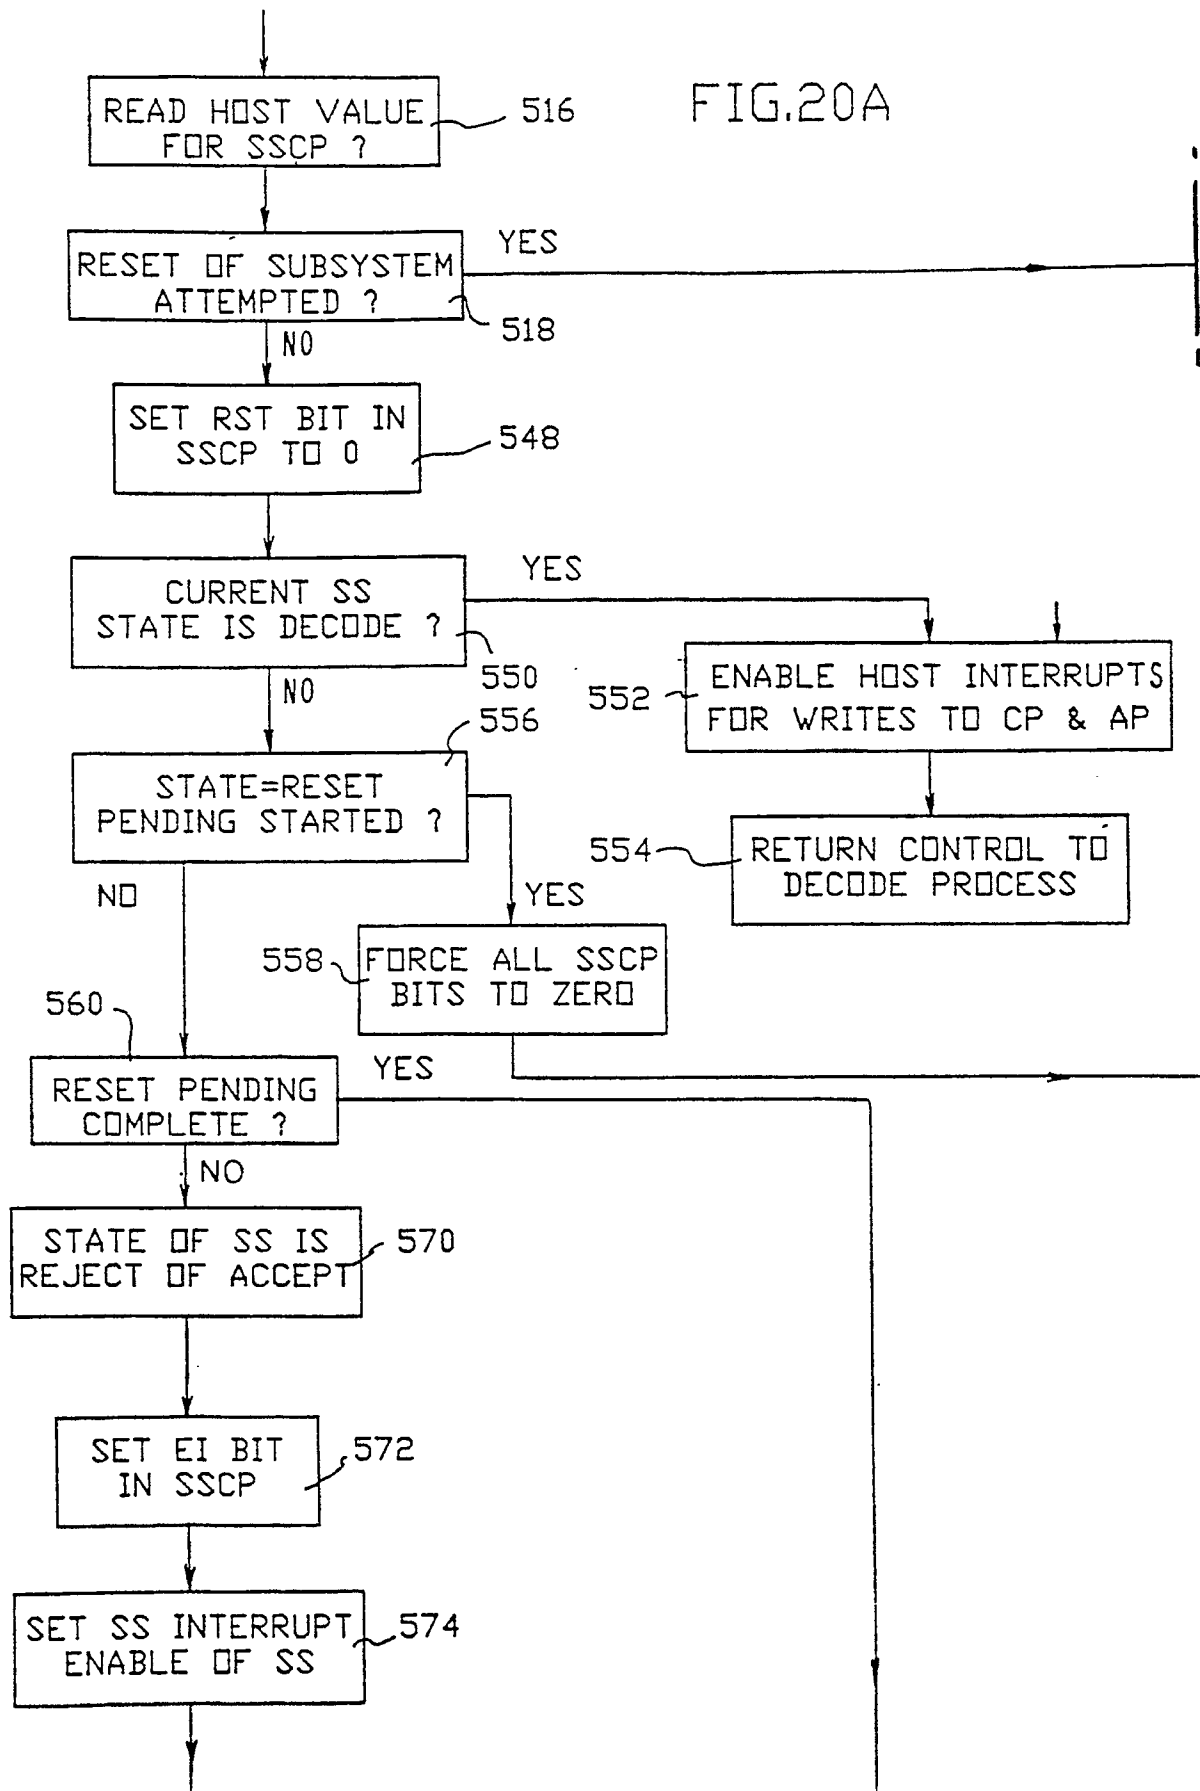 FIG.20A
READ HOST VALUE
FOR SSCP ?
516
RESET OF SUBSYSTEM
ATTEMPTED ?
518
YES
NO
SET RST BIT IN
SSCP TO 0
548
CURRENT SS
STATE IS DECODE ?
550
YES
NO
552
ENABLE HOST INTERRUPTS
FOR WRITES TO CP & AP
556
STATE=RESET
PENDING STARTED ?
554
RETURN CONTROL TO
DECODE PROCESS
NO
YES
558
FORCE ALL SSCP
BITS TO ZERO
560
RESET PENDING
COMPLETE ?
YES
NO
STATE OF SS IS
REJECT OF ACCEPT
570
SET EI BIT
IN SSCP
572
SET SS INTERRUPT
ENABLE OF SS
574